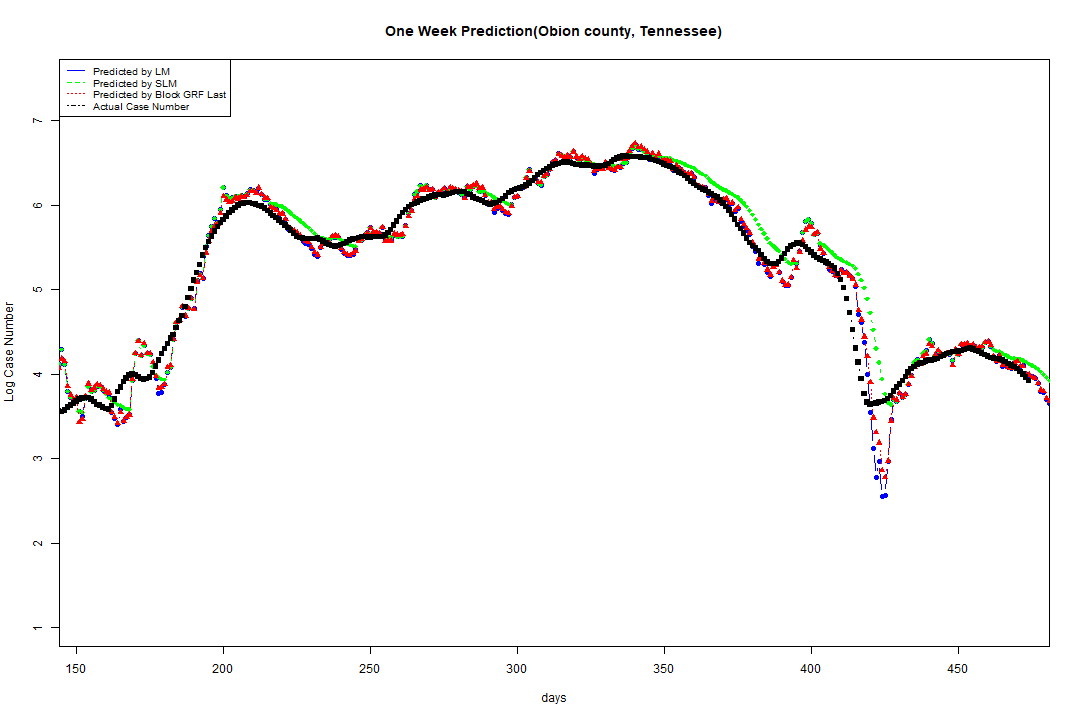 One Week Prediction(Obion county, Tennessee)
Predicted by LM
Predicted by SLM
Predicted by Block GRF Last
Actual Case Number
7
6
5
4
3
2
1
Log Case Number
150 200 250 300 350 400 450
days